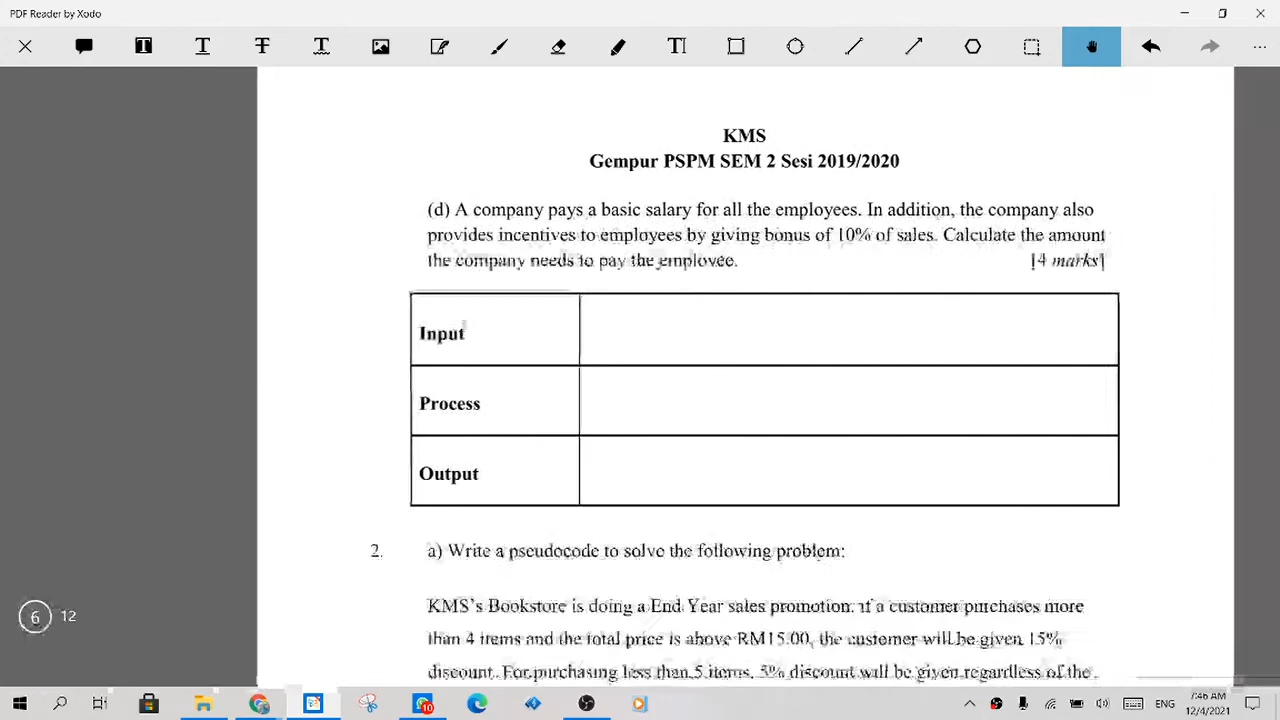 PDF Reader by Xodo
KMS
Gempur PSPM SEM 2 Sesi 2019/2020
(d) A company pays a basic salary for all the employees. In addition, the company also
provides incentives to employees by giving bonus of 10% of sales. Calculate the amount
the company needs to pay the employee.
[4 marks]
Input
Process
Output
2. a) Write a pseudocode to solve the following problem:
KMS's Bookstore is doing a End Year sales promotion. If a customer purchases more
than 4 items and the total price is above RM15.00, the customer will be given 15%
discount. For purchasing less than 5 items, 5% discount will be given regardless of the
6 12
10
ENG
7:46 AM
12/4/2021